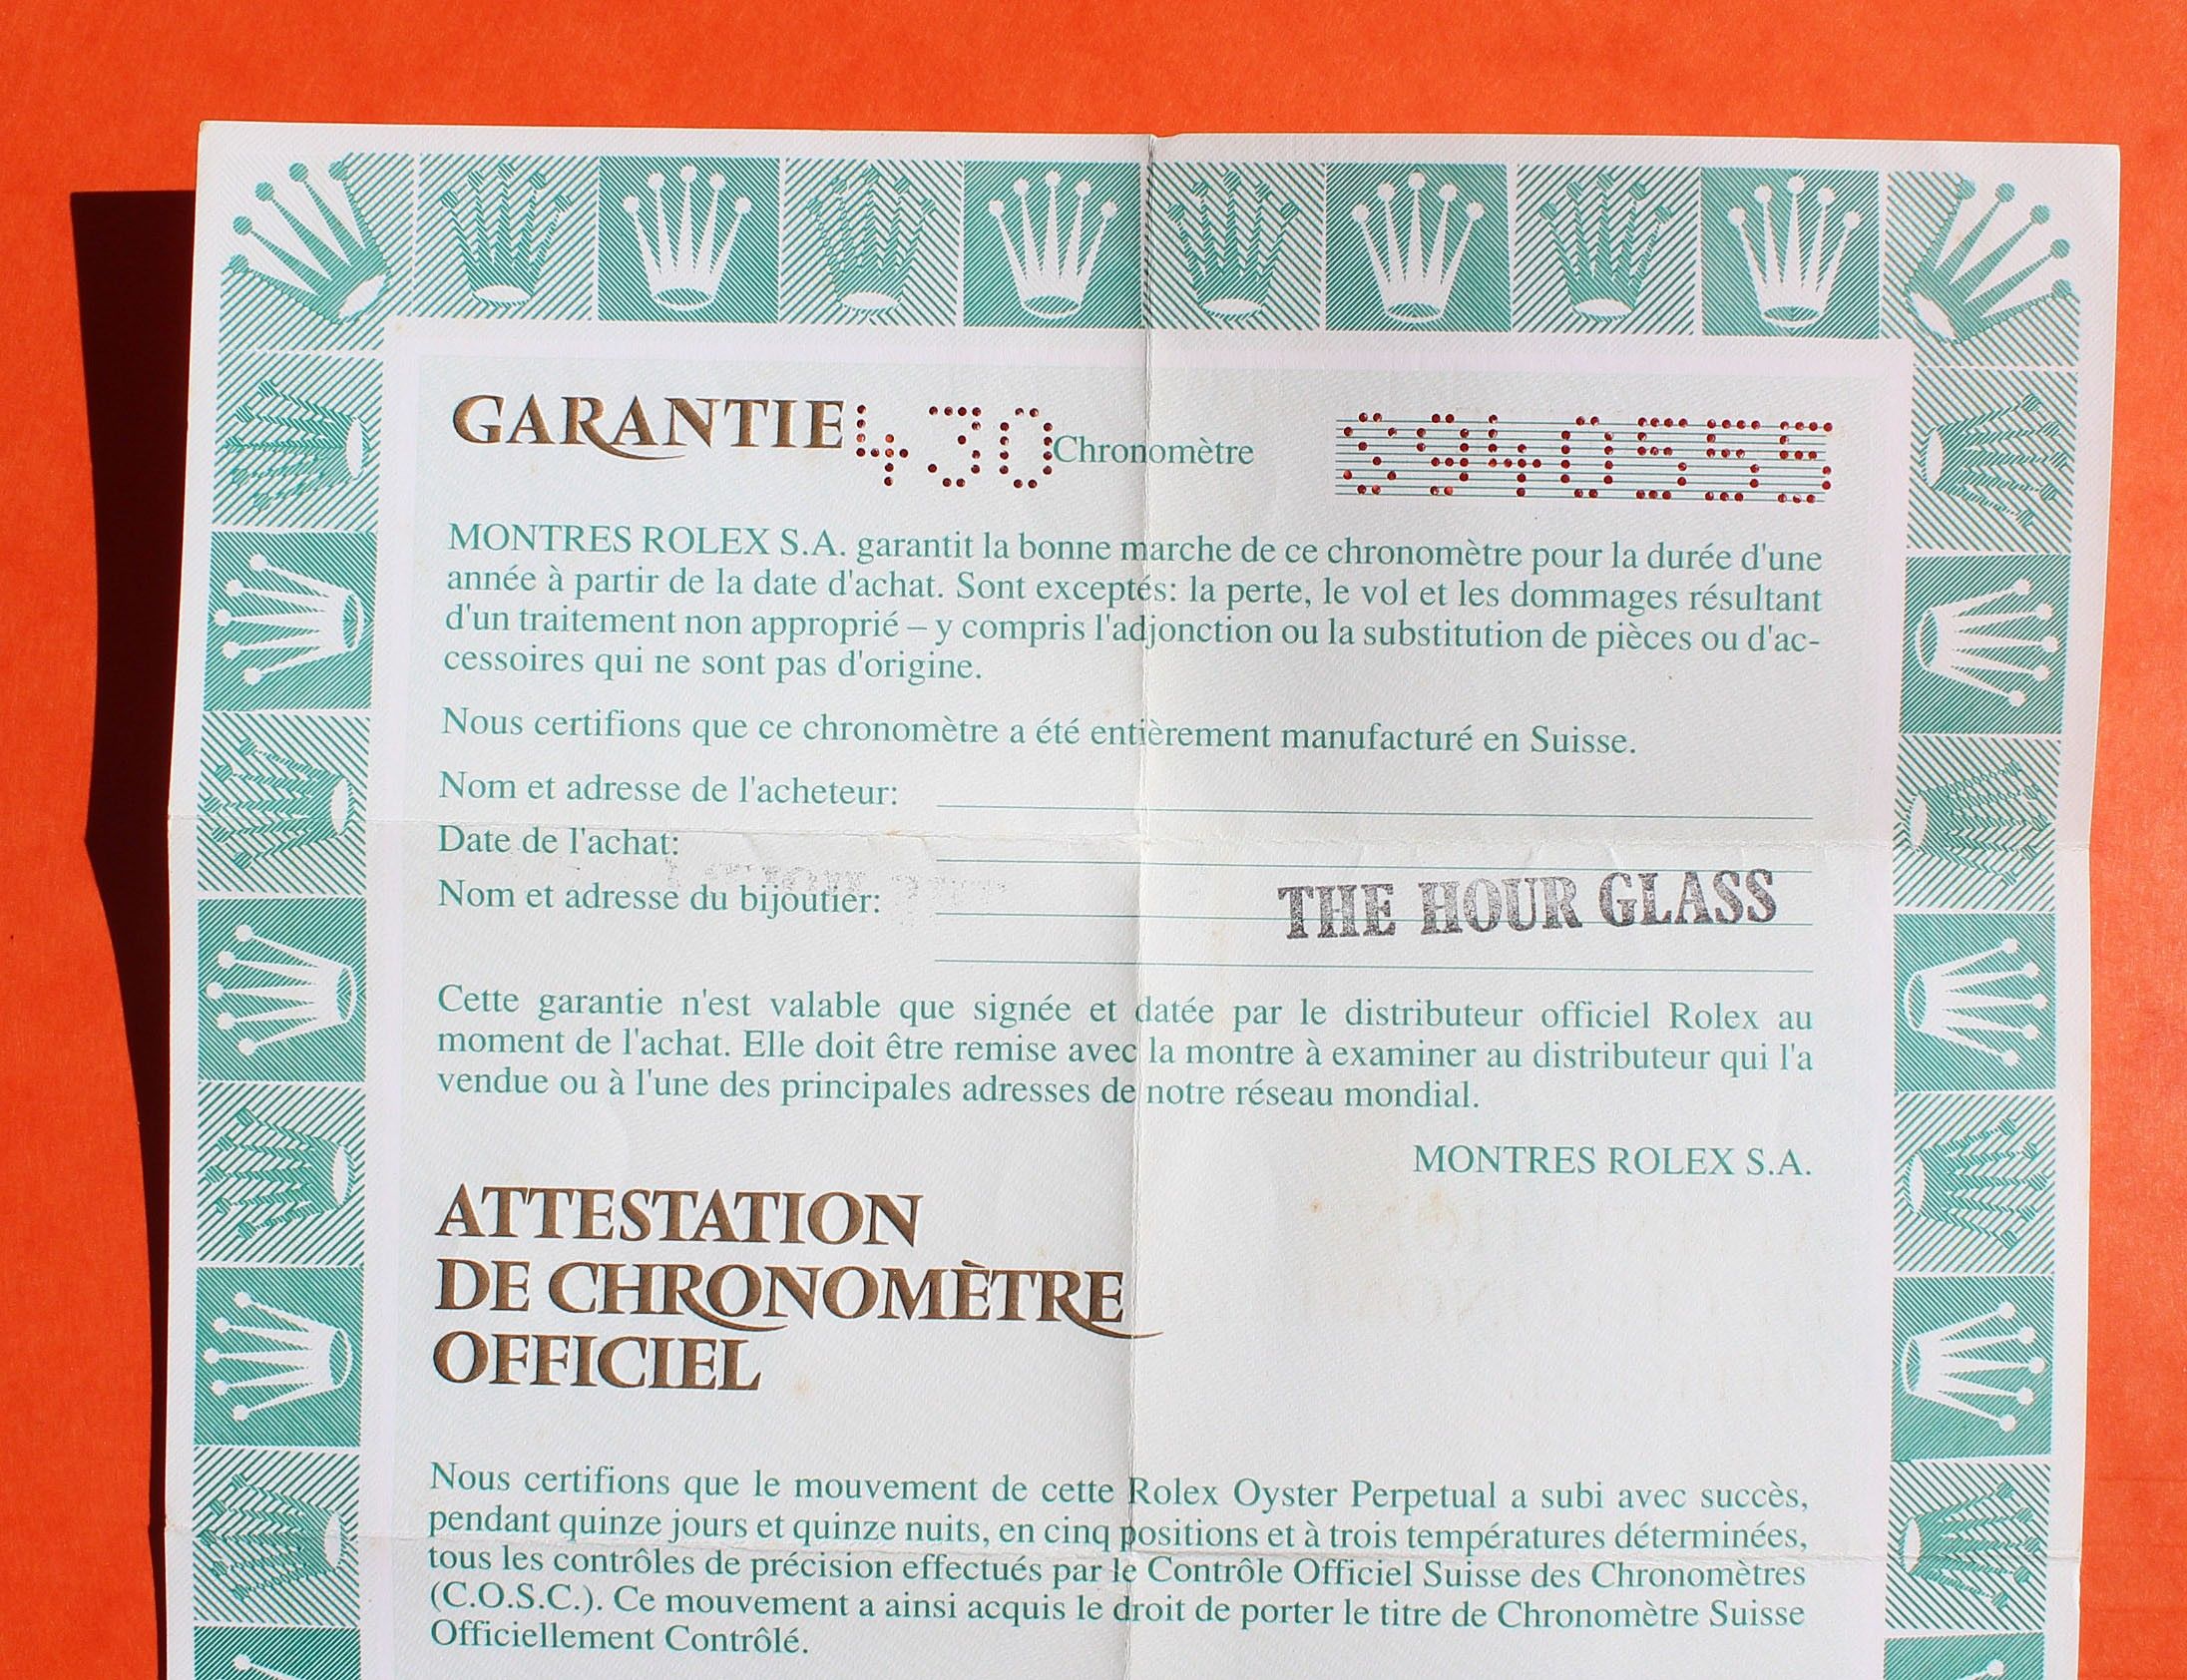 GARANTIE 430 Chronomètre S940555
MONTRES ROLEX S.A. garantit la bonne marche de ce chronomètre pour la durée d'une
année à partir de la date d'achat. Sont exceptés: la perte, le vol et les dommages résultant
d'un traitement non approprié – y compris l'adjonction ou la substitution de pièces ou d'ac-
cessoires qui ne sont pas d'origine.
Nous certifions que ce chronomètre a été entièrement manufacturé en Suisse.
Nom et adresse de l'acheteur:
Date de l'achat:
Nom et adresse du bijoutier: THE HOUR GLASS
Cette garantie n'est valable que signée et datée par le distributeur officiel Rolex au
moment de l'achat. Elle doit être remise avec la montre à examiner au distributeur qui l'a
vendue ou à l'une des principales adresses de notre réseau mondial.
MONTRES ROLEX S.A.
ATTESTATION
DE CHRONOMÈTRE
OFFICIEL
Nous certifions que le mouvement de cette Rolex Oyster Perpetual a subi avec succès,
pendant quinze jours et quinze nuits, en cinq positions et à trois températures déterminées,
tous les contrôles de précision effectués par le Contrôle Officiel Suisse des Chronomètres
(C.O.S.C.). Ce mouvement a ainsi acquis le droit de porter le titre de Chronomètre Suisse
Officiellement Contrôlé.